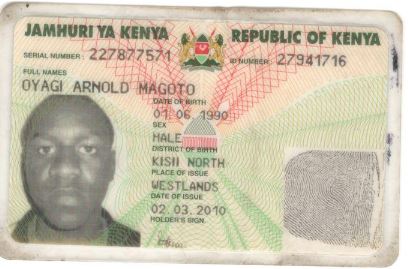 JAMHURI YA KENYA REPUBLIC OF KENYA
SERIAL NUMBER: 227877571 ID NUMBER: 27941716
FULL NAMES
OYAGI ARNOLD MAGOTO
DATE OF BIRTH
01.06.1990
SEX
MALE
DISTRICT OF BIRTH
KISII NORTH
PLACE OF ISSUE
WESTLANDS
DATE OF ISSUE
02.03.2010
HOLDER'S SIGN.